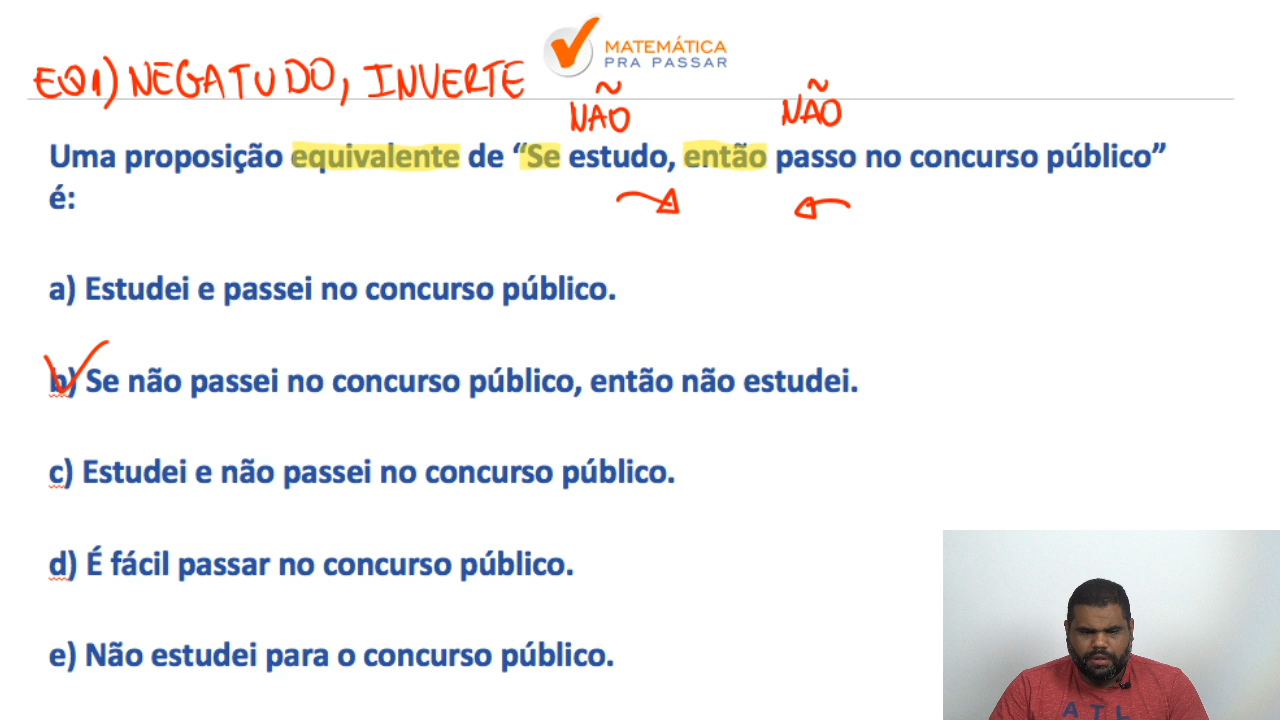 MATEMÁTICA
PRA PASSAR
EQ1) NEGA TUDO, INVERTE
NÃO NÃO
Uma proposição equivalente de “Se estudo, então passo no concurso público”
é:
a) Estudei e passei no concurso público.
b) Se não passei no concurso público, então não estudei.
c) Estudei e não passei no concurso público.
d) É fácil passar no concurso público.
e) Não estudei para o concurso público.
ATL